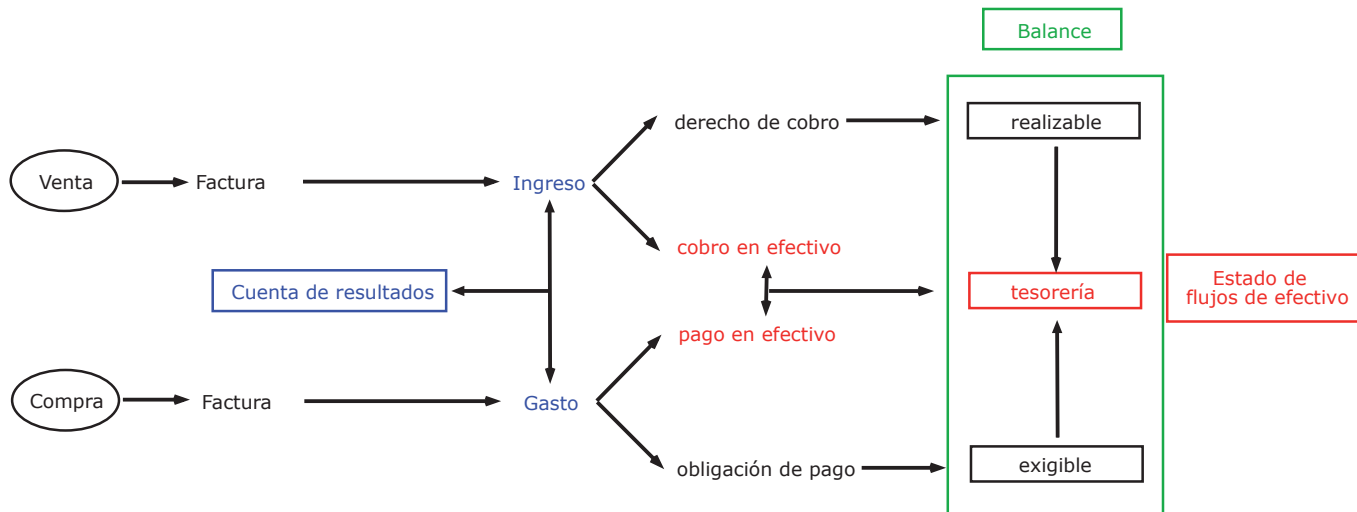 Balance
derecho de cobro
realizable
Venta
Factura
Ingreso
cobro en efectivo
Cuenta de resultados
tesorería
Estado de
flujos de efectivo
pago en efectivo
Compra
Factura
Gasto
obligación de pago
exigible